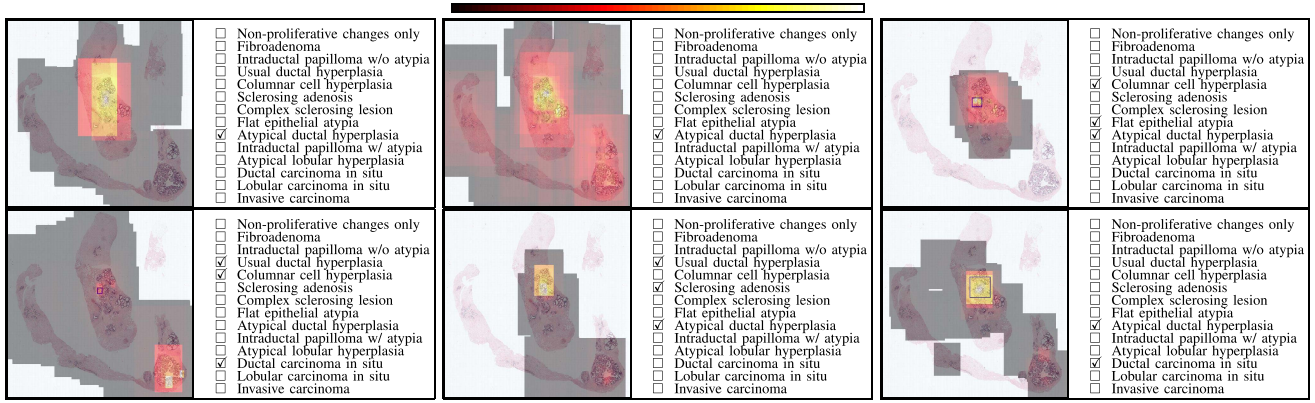 ☐ Non-proliferative changes only
☐ Fibroadenoma
☐ Intraductal papilloma w/o atypia
☐ Usual ductal hyperplasia
☐ Columnar cell hyperplasia
☐ Sclerosing adenosis
☐ Complex sclerosing lesion
☐ Flat epithelial atypia
☑ Atypical ductal hyperplasia
☐ Intraductal papilloma w/ atypia
☐ Atypical lobular hyperplasia
☐ Ductal carcinoma in situ
☐ Lobular carcinoma in situ
☐ Invasive carcinoma
☐ Non-proliferative changes only
☐ Fibroadenoma
☐ Intraductal papilloma w/o atypia
☐ Usual ductal hyperplasia
☐ Columnar cell hyperplasia
☐ Sclerosing adenosis
☐ Complex sclerosing lesion
☐ Flat epithelial atypia
☑ Atypical ductal hyperplasia
☐ Intraductal papilloma w/ atypia
☐ Atypical lobular hyperplasia
☐ Ductal carcinoma in situ
☐ Lobular carcinoma in situ
☐ Invasive carcinoma
☐ Non-proliferative changes only
☐ Fibroadenoma
☐ Intraductal papilloma w/o atypia
☐ Usual ductal hyperplasia
☑ Columnar cell hyperplasia
☐ Sclerosing adenosis
☐ Complex sclerosing lesion
☑ Flat epithelial atypia
☑ Atypical ductal hyperplasia
☐ Intraductal papilloma w/ atypia
☐ Atypical lobular hyperplasia
☐ Ductal carcinoma in situ
☐ Lobular carcinoma in situ
☐ Invasive carcinoma
☐ Non-proliferative changes only
☐ Fibroadenoma
☐ Intraductal papilloma w/o atypia
☑ Usual ductal hyperplasia
☑ Columnar cell hyperplasia
☐ Sclerosing adenosis
☐ Complex sclerosing lesion
☐ Flat epithelial atypia
☐ Atypical ductal hyperplasia
☐ Intraductal papilloma w/ atypia
☐ Atypical lobular hyperplasia
☑ Ductal carcinoma in situ
☐ Lobular carcinoma in situ
☐ Invasive carcinoma
☐ Non-proliferative changes only
☐ Fibroadenoma
☐ Intraductal papilloma w/o atypia
☑ Usual ductal hyperplasia
☐ Columnar cell hyperplasia
☑ Sclerosing adenosis
☐ Complex sclerosing lesion
☐ Flat epithelial atypia
☑ Atypical ductal hyperplasia
☐ Intraductal papilloma w/ atypia
☐ Atypical lobular hyperplasia
☐ Ductal carcinoma in situ
☐ Lobular carcinoma in situ
☐ Invasive carcinoma
☐ Non-proliferative changes only
☐ Fibroadenoma
☐ Intraductal papilloma w/o atypia
☐ Usual ductal hyperplasia
☐ Columnar cell hyperplasia
☐ Sclerosing adenosis
☐ Complex sclerosing lesion
☐ Flat epithelial atypia
☑ Atypical ductal hyperplasia
☐ Intraductal papilloma w/ atypia
☐ Atypical lobular hyperplasia
☑ Ductal carcinoma in situ
☐ Lobular carcinoma in situ
☐ Invasive carcinoma